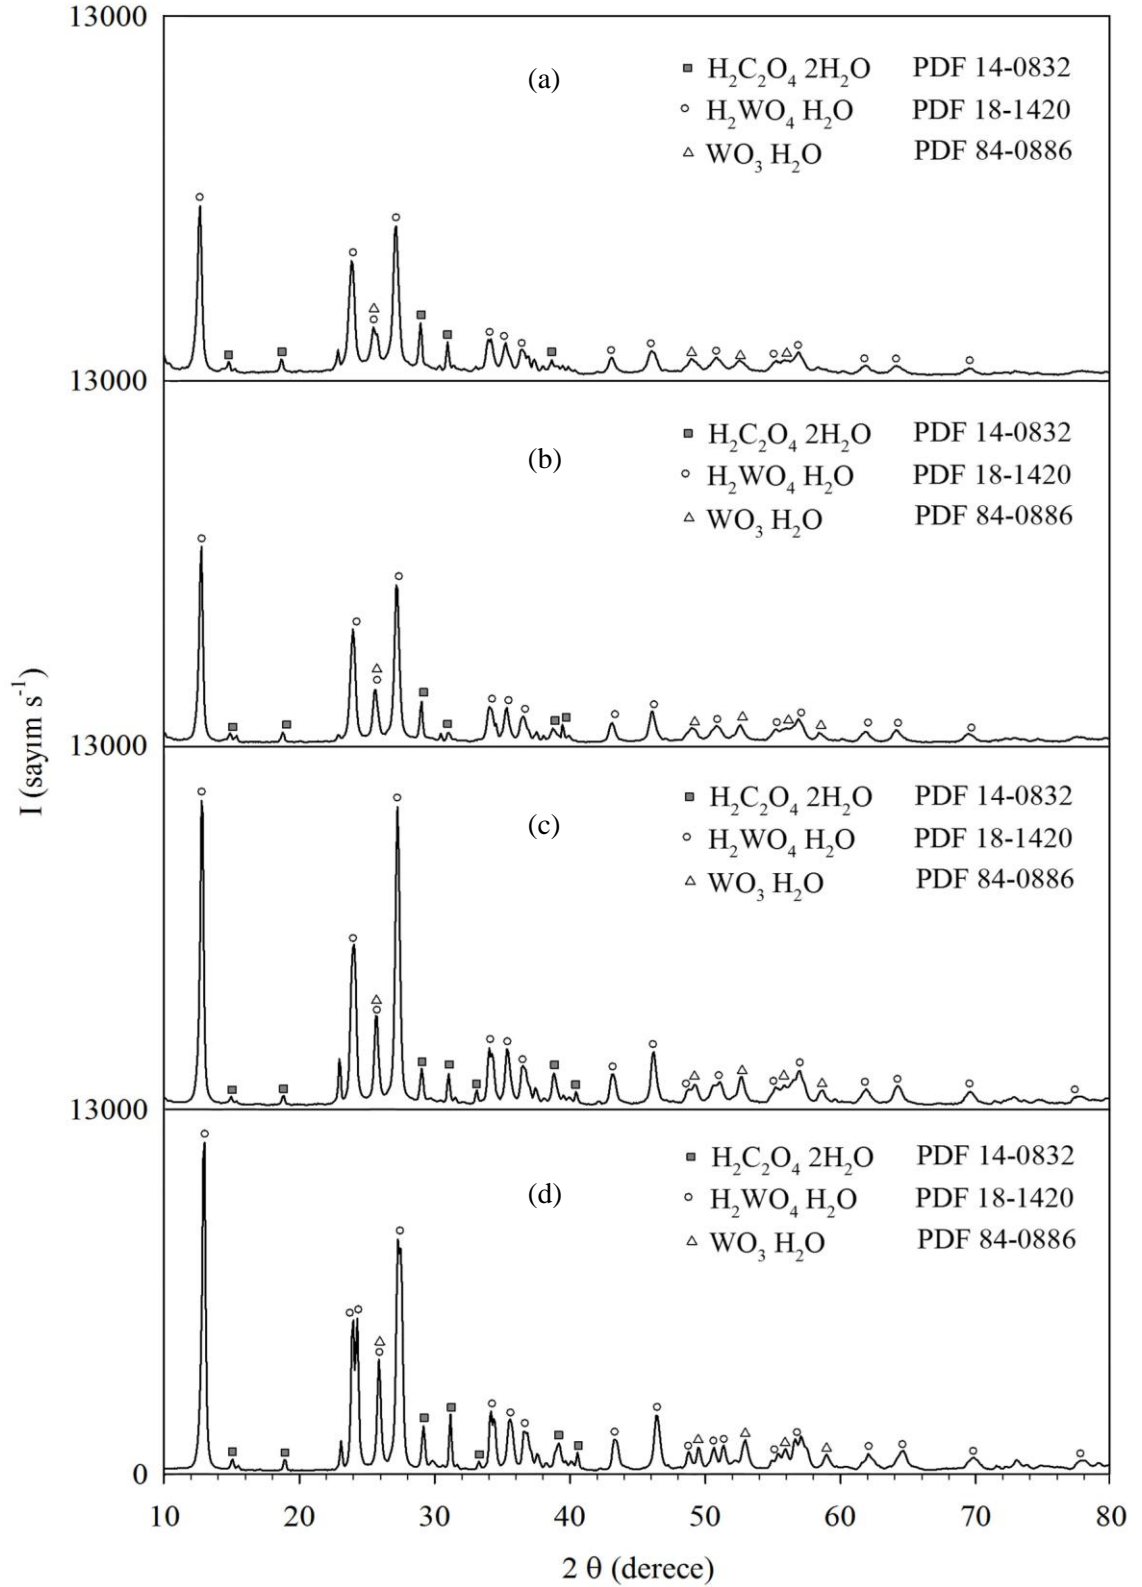 13000
(a)
■ H₂C₂O₄ 2H₂O PDF 14-0832
○ H₂WO₄ H₂O PDF 18-1420
△ WO₃ H₂O PDF 84-0886
13000
(b)
■ H₂C₂O₄ 2H₂O PDF 14-0832
○ H₂WO₄ H₂O PDF 18-1420
△ WO₃ H₂O PDF 84-0886
I (sayım s⁻¹)
13000
(c)
■ H₂C₂O₄ 2H₂O PDF 14-0832
○ H₂WO₄ H₂O PDF 18-1420
△ WO₃ H₂O PDF 84-0886
13000
(d)
■ H₂C₂O₄ 2H₂O PDF 14-0832
○ H₂WO₄ H₂O PDF 18-1420
△ WO₃ H₂O PDF 84-0886
0
10 20 30 40 50 60 70 80
2 θ (derece)